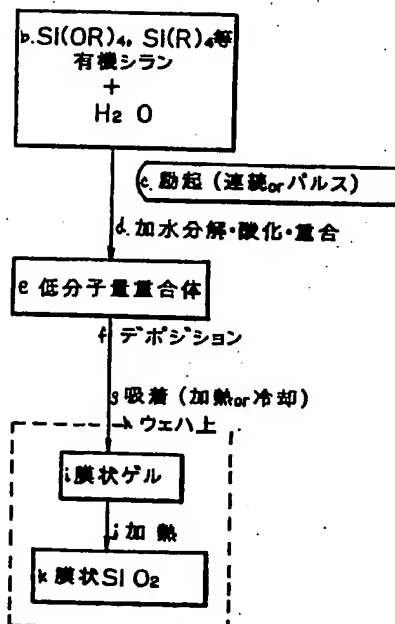 b. SI(OR)4, SI(R)4等
有機シラン
+
H2 O
c. 励起 (連続orパルス)
d. 加水分解・酸化・重合
e 低分子量重合体
f デポジション
g 吸着 (加熱or冷却)
h ウェハ上
i 膜状ゲル
j 加熱
k 膜状SI O2